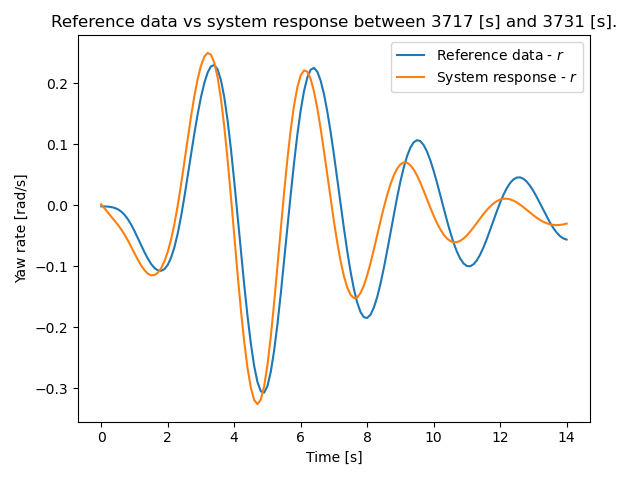 Reference data vs system response between 3717 [s] and 3731 [s].
Reference data - r
System response - r
Yaw rate [rad/s]
0.2
0.1
0.0
−0.1
−0.2
−0.3
0 2 4 6 8 10 12 14
Time [s]